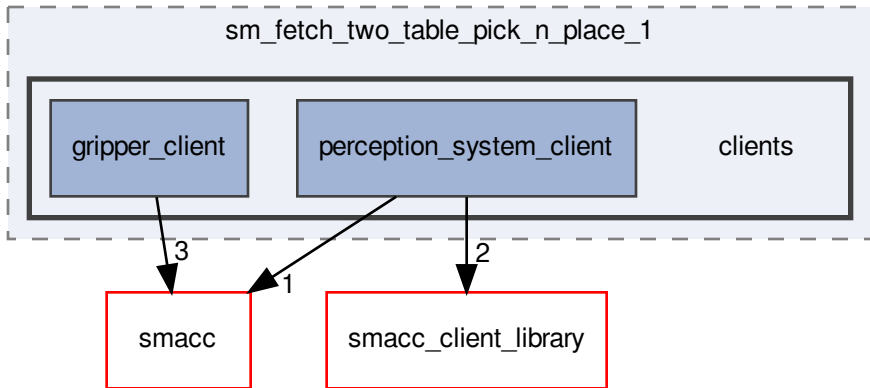 sm_fetch_two_table_pick_n_place_1
gripper_client
perception_system_client
clients
3
1
2
smacc
smacc_client_library